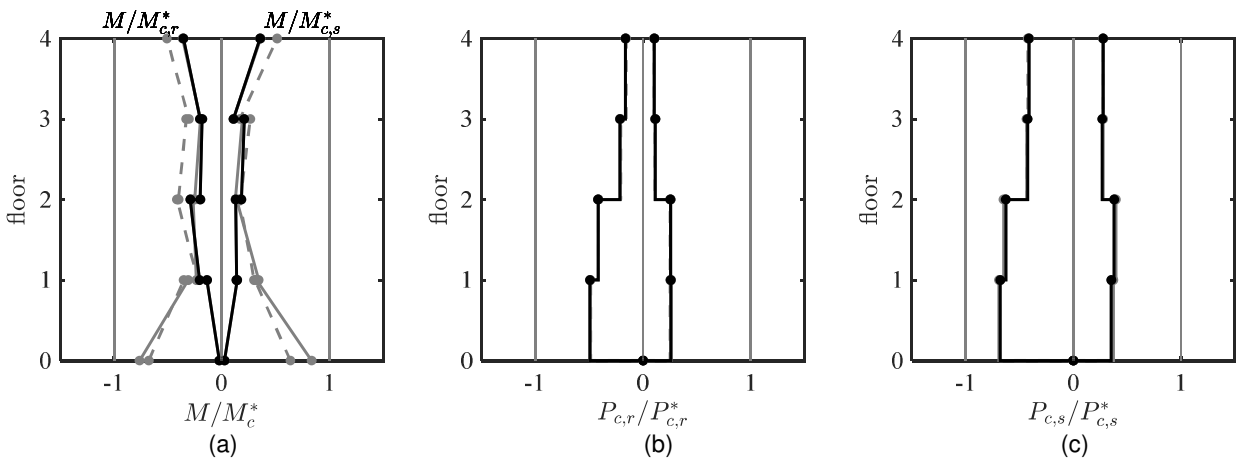 M/M*c,r M/M*c,s
4 4 4
3 3 3
floor floor floor
2 2 2
1 1 1
0 0 0
-1 0 1 -1 0 1 -1 0 1
M/M*c Pc,r/P*c,r Pc,s/P*c,s
(a) (b) (c)